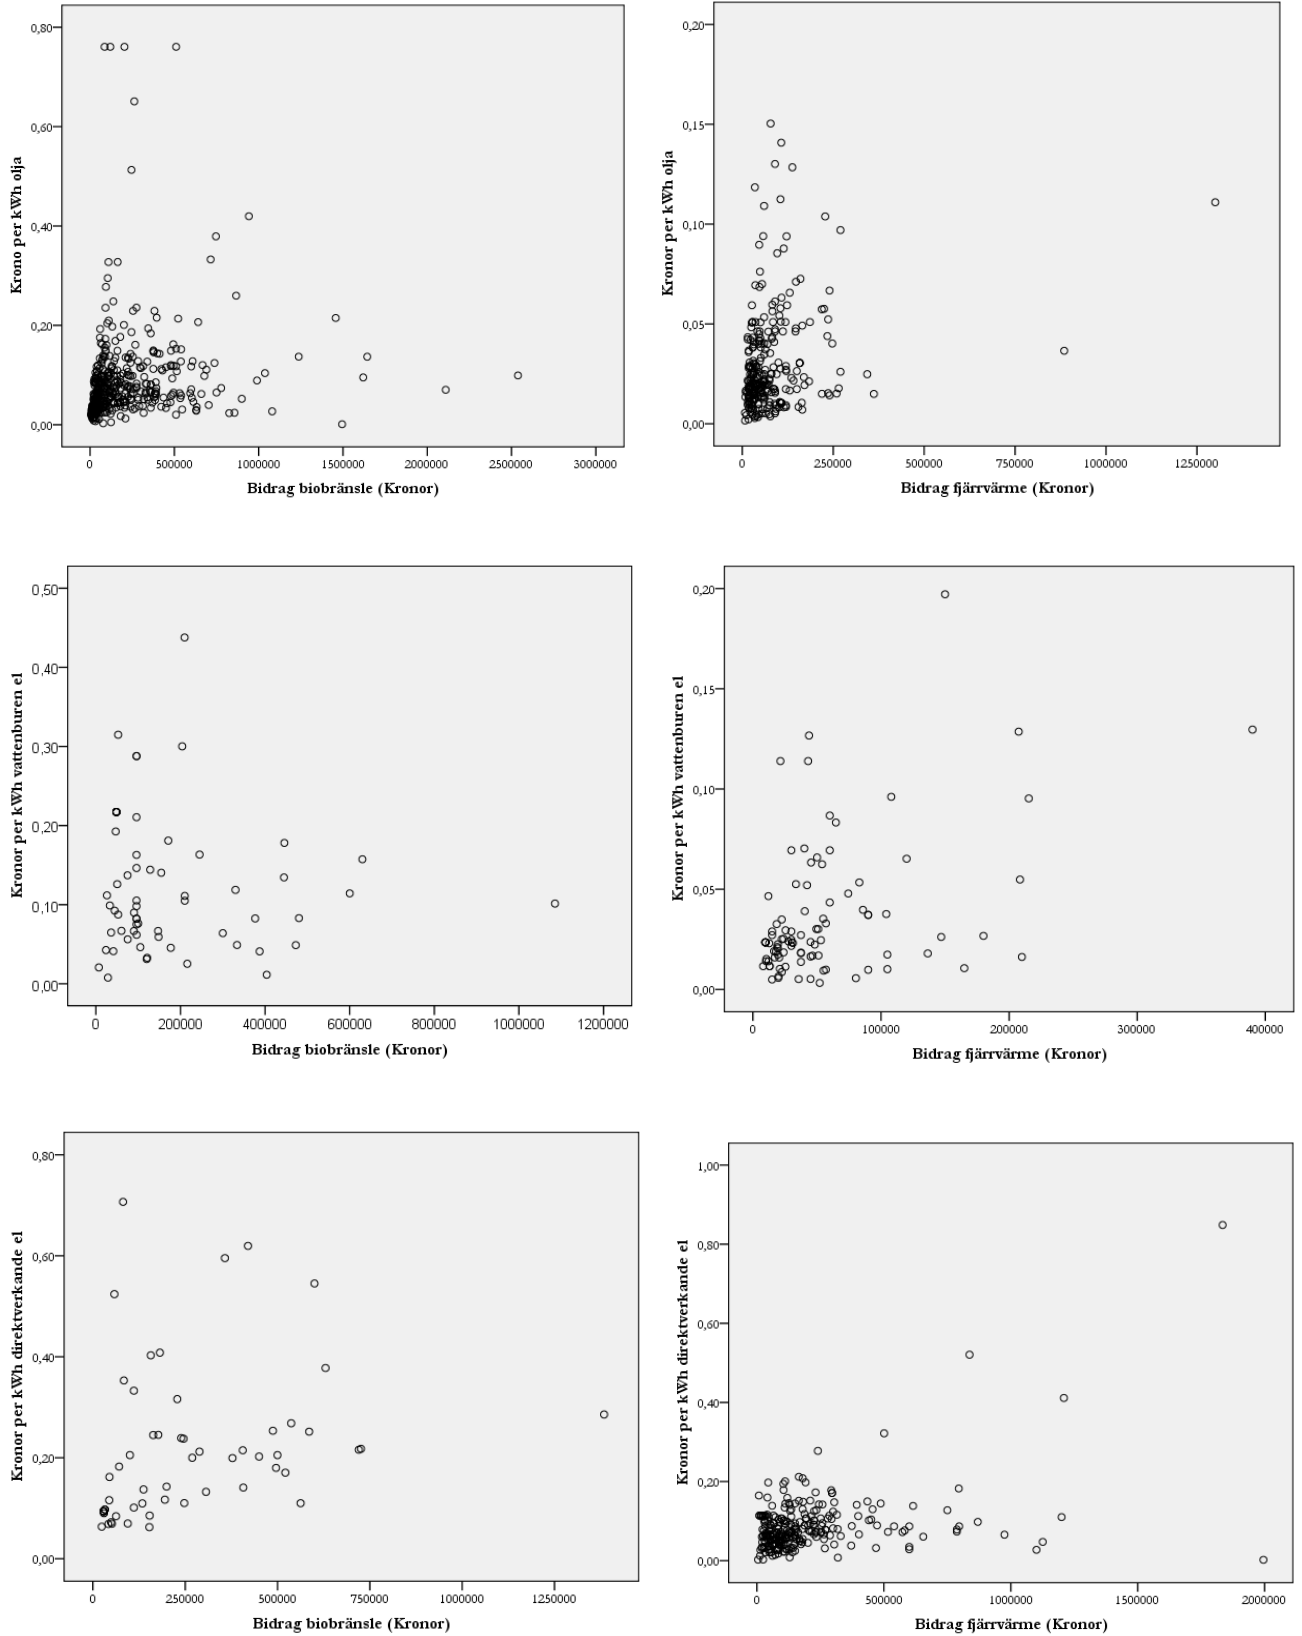 0,80
0,60
0,40
0,20
0,00
Krono per kWh olja
0 500000 1000000 1500000 2000000 2500000 3000000
Bidrag biobränsle (Kronor)
0,20
0,15
0,10
0,05
0,00
Kronor per kWh olja
0 250000 500000 750000 1000000 1250000
Bidrag fjärrvärme (Kronor)
0,50
0,40
0,30
0,20
0,10
0,00
Kronor per kWh vattenburen el
0 200000 400000 600000 800000 1000000 1200000
Bidrag biobränsle (Kronor)
0,20
0,15
0,10
0,05
0,00
Kronor per kWh vattenburen el
0 100000 200000 300000 400000
Bidrag fjärrvärme (Kronor)
0,80
0,60
0,40
0,20
0,00
Kronor per kWh direktverkande el
0 250000 500000 750000 1000000 1250000
Bidrag biobränsle (Kronor)
1,00
0,80
0,60
0,40
0,20
0,00
Kronor per kWh direktverkande el
0 500000 1000000 1500000 2000000
Bidrag fjärrvärme (Kronor)